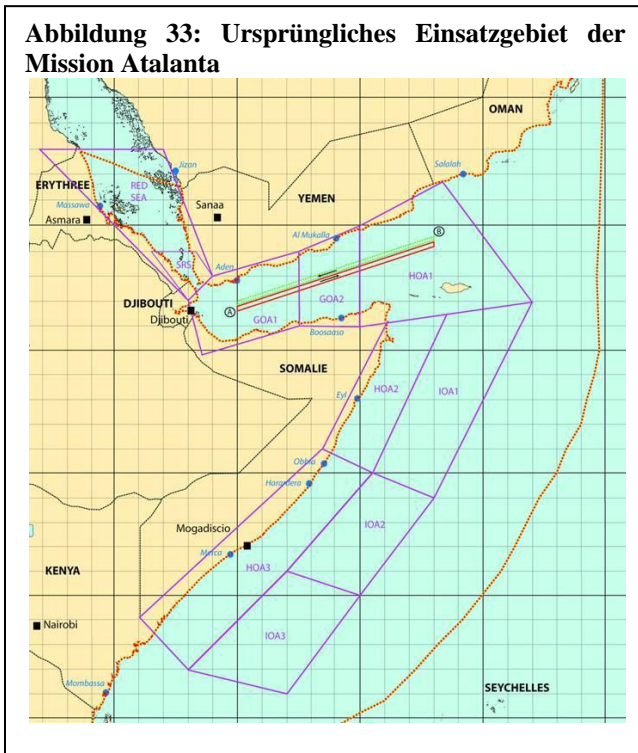 Abbildung 33: Ursprüngliches Einsatzgebiet der
Mission Atalanta
OMAN
Salalah
Jizan
ERYTHREE
RED
SEA
YEMEN
Massawa
Sanaa
Asmara
Al Mukalla
B
SRS
Aden
HOA1
DJIBOUTI
A
GOA2
Djibouti
GOA1
Boosaaso
SOMALIE
HOA2
IOA1
Eyl
Obbia
Harardera
IOA2
Mogadiscio
Merca
HOA3
KENYA
Nairobi
IOA3
Mombassa
SEYCHELLES